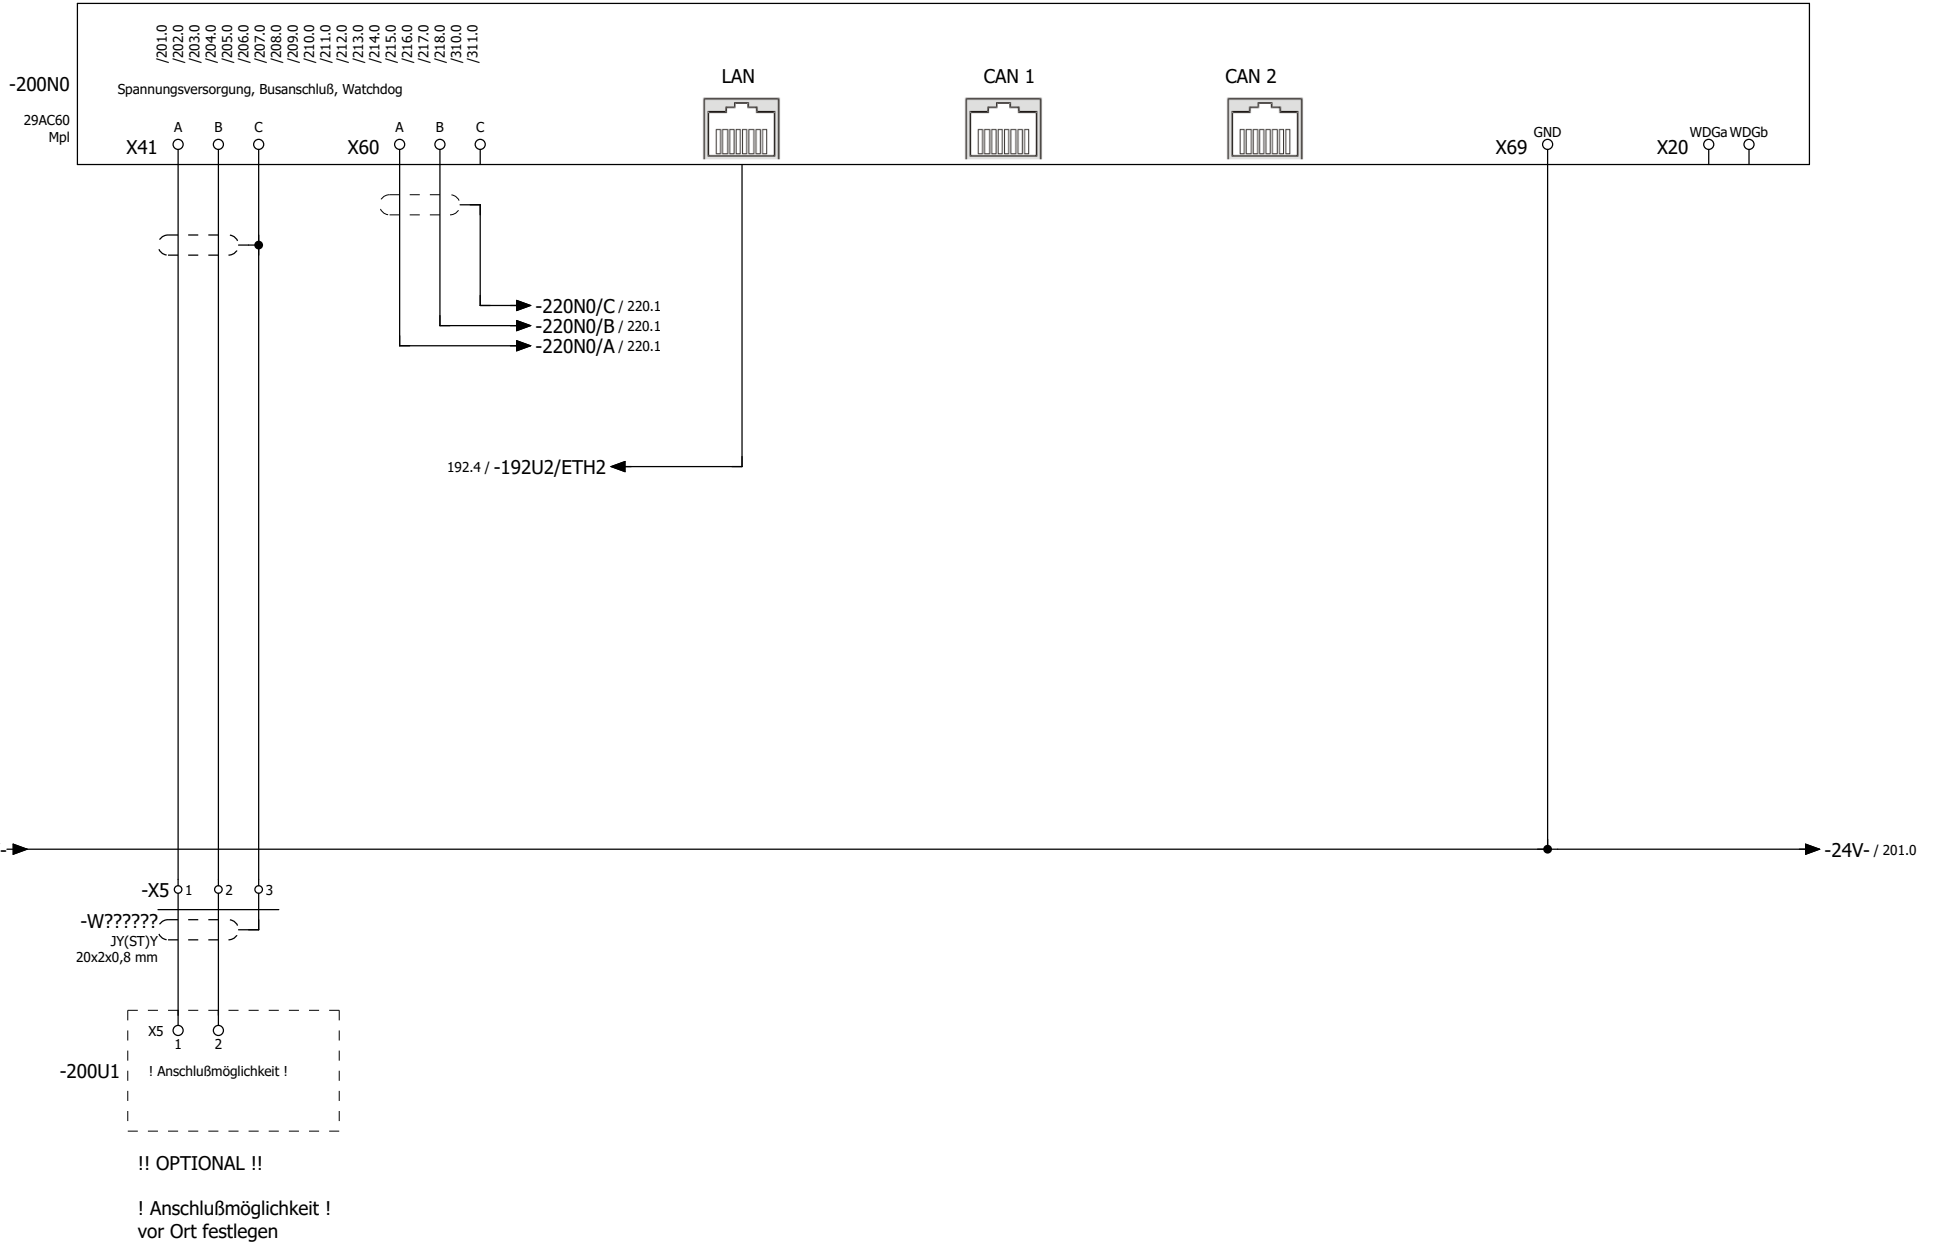 /201.0
/202.0
/203.0
/204.0
/205.0
/206.0
/207.0
/208.0
/209.0
/210.0
/211.0
/212.0
/213.0
/214.0
/215.0
/216.0
/217.0
/218.0
/310.0
/311.0
-200N0
29AC60
Mpl
Spannungsversorgung, Busanschluß, Watchdog
LAN
CAN 1
CAN 2
X41 A B C
X60 A B C
X69 GND
X20 WDGa WDGb
-220N0/C / 220.1
-220N0/B / 220.1
-220N0/A / 220.1
192.4 / -192U2/ETH2
-
-24V- / 201.0
-X5 1 2 3
-W??????
JY(ST)Y
20x2x0,8 mm
X5
1 2
-200U1
! Anschlußmöglichkeit !
!! OPTIONAL !!
! Anschlußmöglichkeit !
vor Ort festlegen